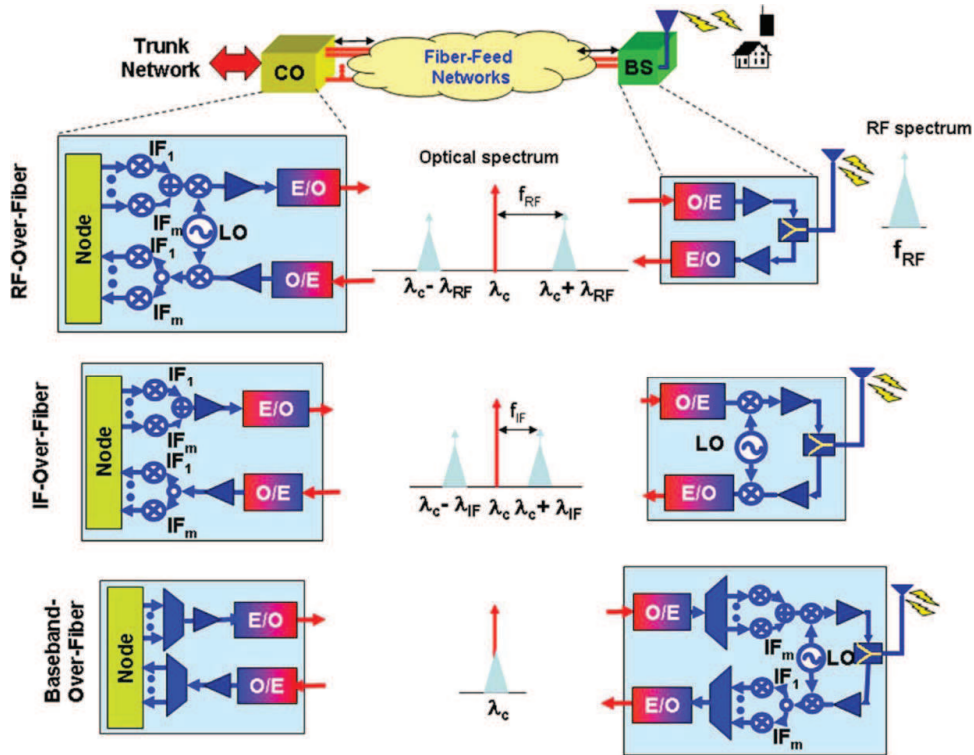 Trunk
Network
CO
Fiber-Feed
Networks
BS
RF-Over-Fiber
Node
IF1
IFm
LO
IF1
IFm
E/O
O/E
Optical spectrum
fRF
λc- λRF
λc
λc+ λRF
O/E
E/O
RF spectrum
fRF
IF-Over-Fiber
Node
IF1
IFm
IF1
IFm
E/O
O/E
fIF
λc- λIF
λc
λc+ λIF
O/E
LO
E/O
Baseband-
Over-Fiber
Node
E/O
O/E
λc
O/E
IFm
LO
IF1
IFm
E/O